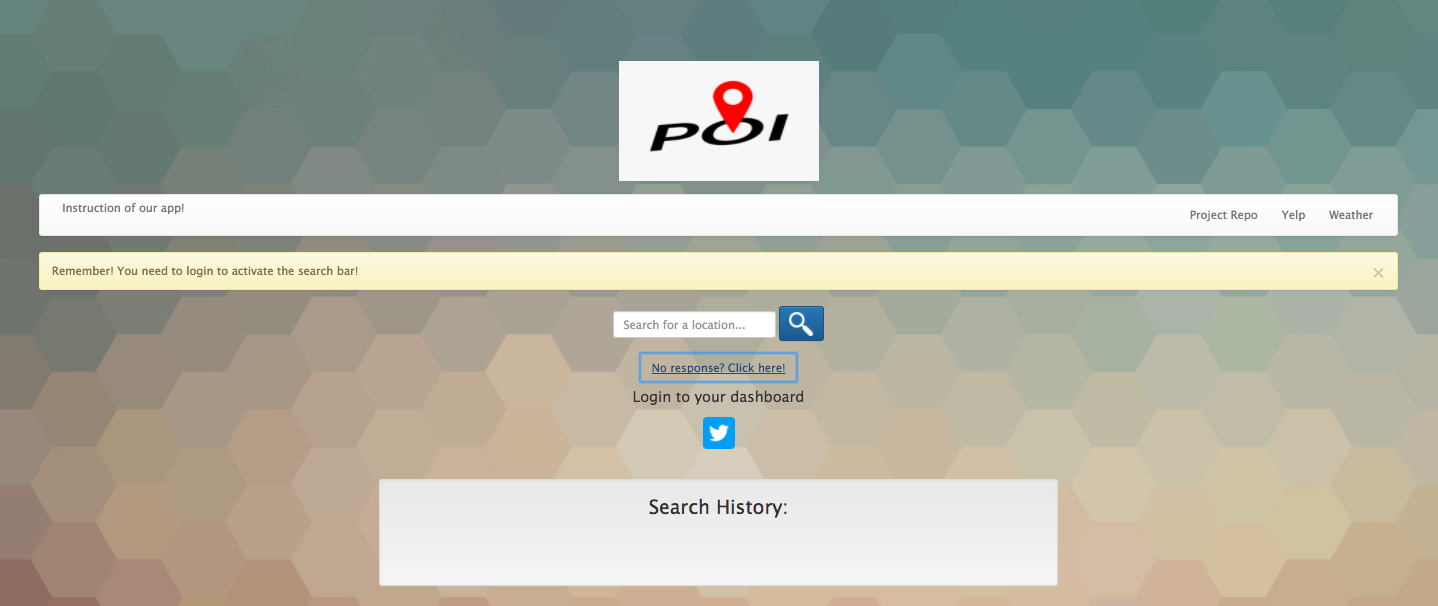 POI
Instruction of our app!
Project Repo Yelp Weather
Remember! You need to login to activate the search bar!
×
Search for a location...
No response? Click here!
Login to your dashboard
Search History: